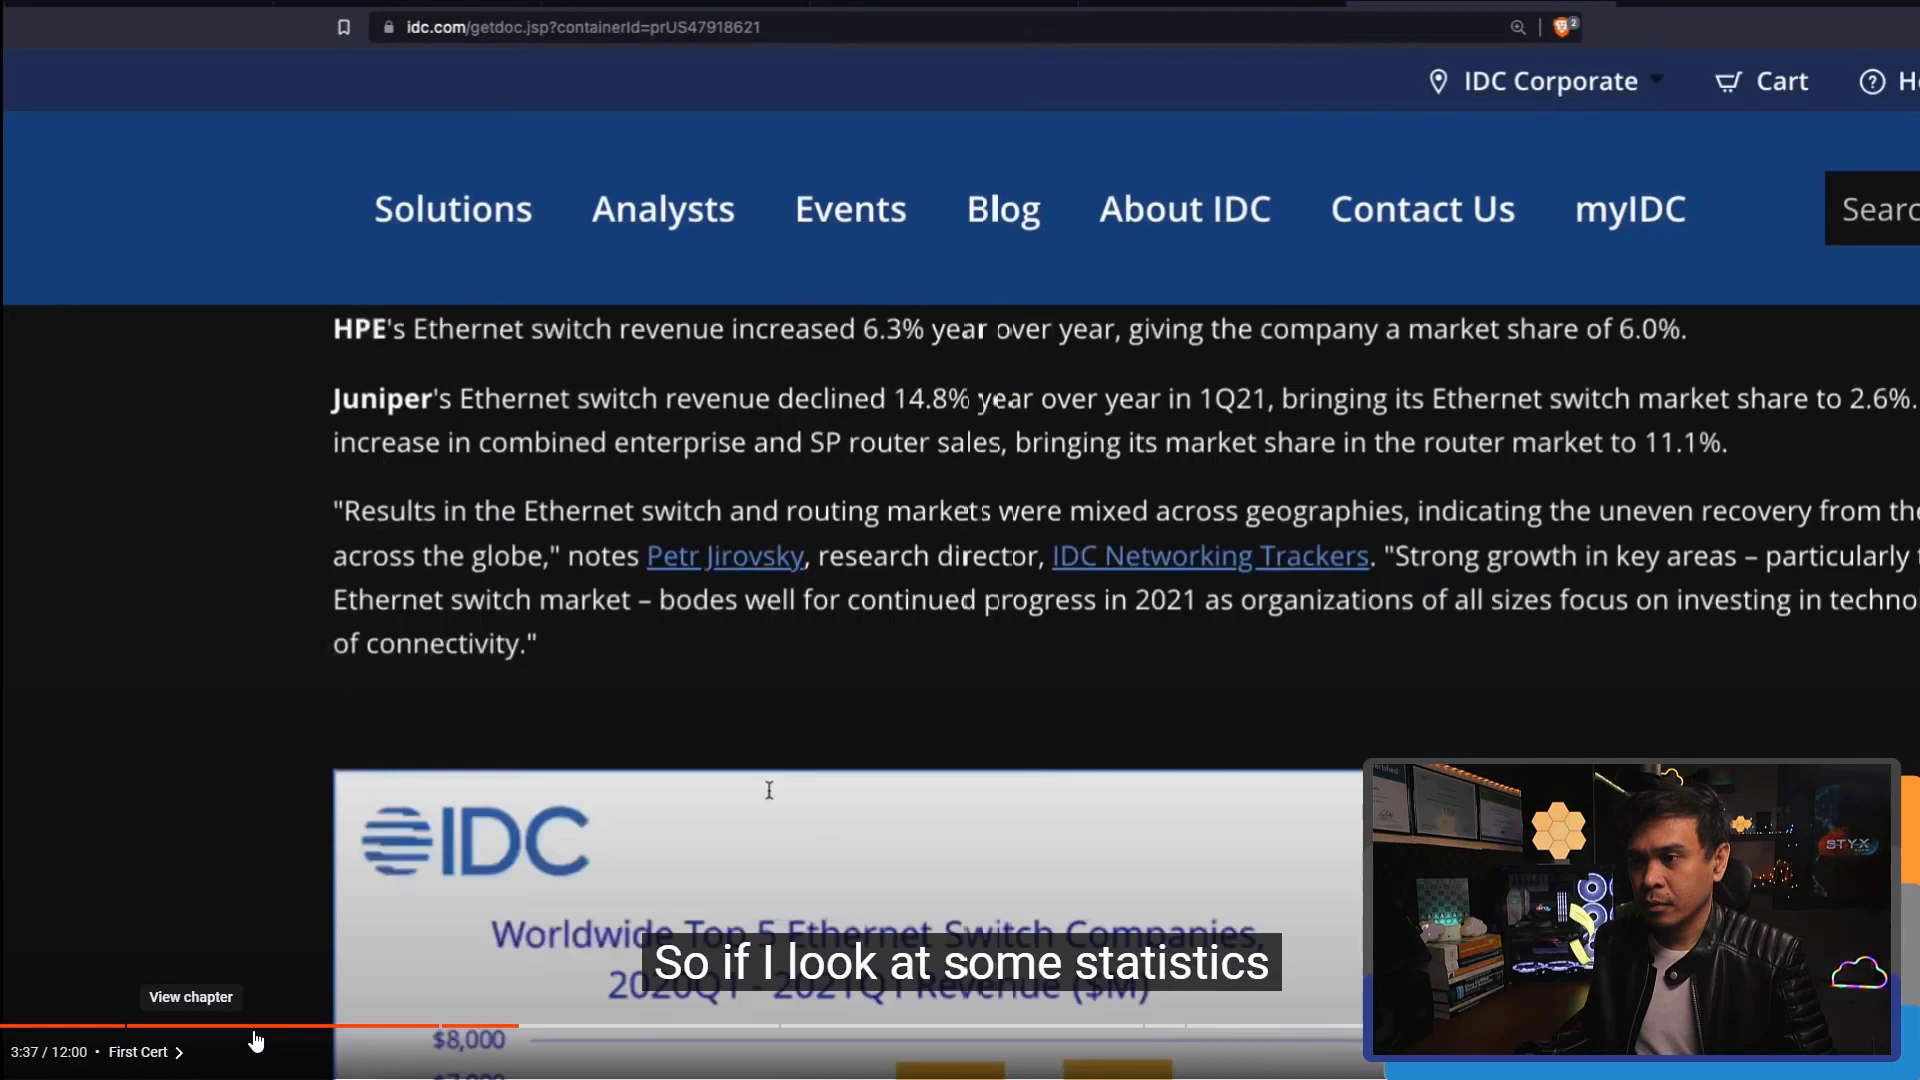 idc.com/getdoc.jsp?containerId=prUS47918621
2
IDC Corporate
Cart
Solutions
Analysts
Events
Blog
About IDC
Contact Us
myIDC
HPE's Ethernet switch revenue increased 6.3% year over year, giving the company a market share of 6.0%.
Juniper's Ethernet switch revenue declined 14.8% year over year in 1Q21, bringing its Ethernet switch market share to 2.6%.
increase in combined enterprise and SP router sales, bringing its market share in the router market to 11.1%.
"Results in the Ethernet switch and routing markets were mixed across geographies, indicating the uneven recovery from
across the globe," notes Petr Jirovsky, research director, IDC Networking Trackers. "Strong growth in key areas – particularly
Ethernet switch market – bodes well for continued progress in 2021 as organizations of all sizes focus on investing in
of connectivity."
IDC
Worldwide Top 5 Ethernet Switch Companies,
2020Q1 - 2021Q1 Revenue ($M)
$8,000
So if I look at some statistics
STYX
View chapter
3:37 / 12:00 • First Cert